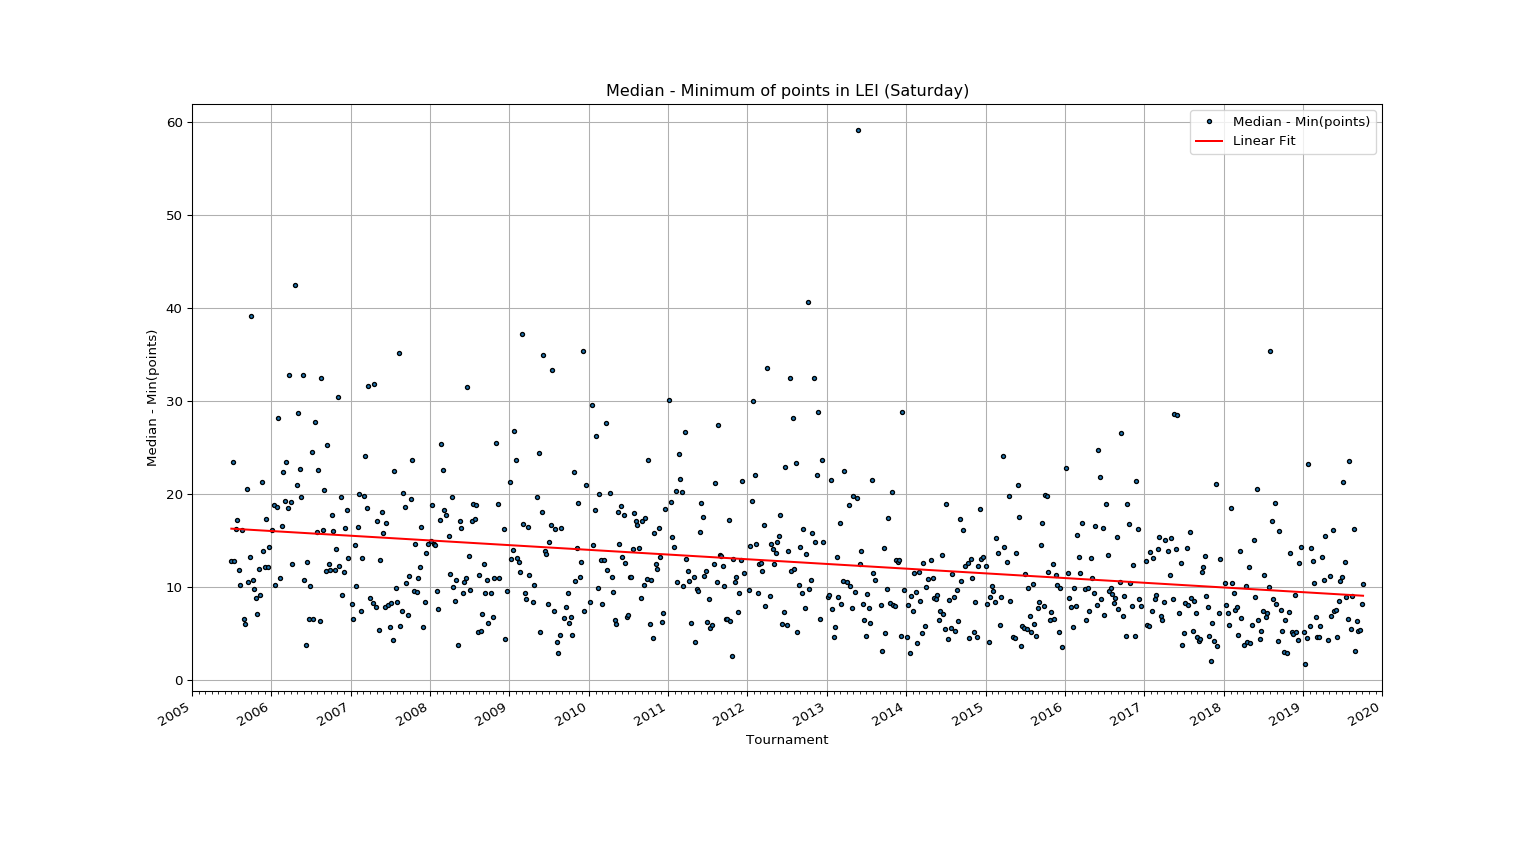 Median - Minimum of points in LEI (Saturday)
Median - Min(points)
Linear Fit
60
50
40
30
20
10
0
Median - Min(points)
2005 2006 2007 2008 2009 2010 2011 2012 2013 2014 2015 2016 2017 2018 2019 2020
Tournament